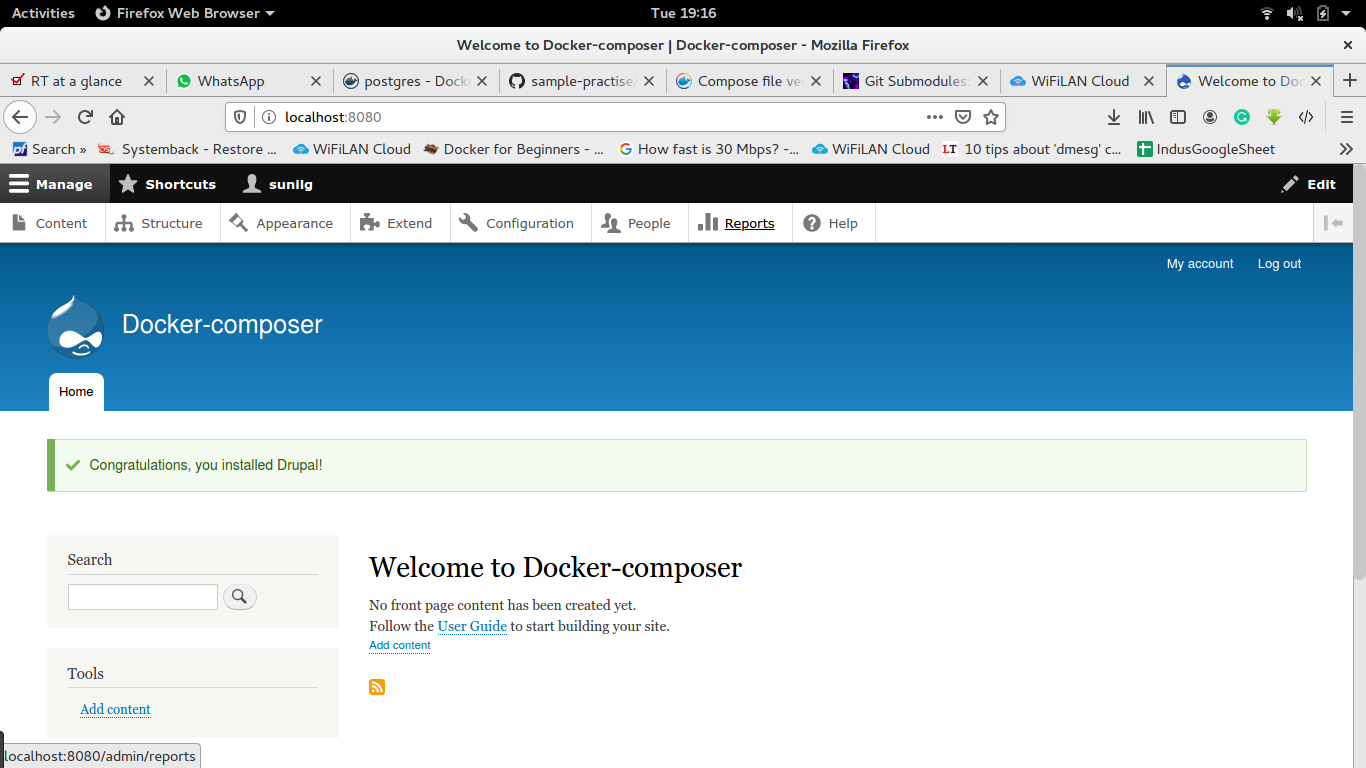 Activities Firefox Web Browser Tue 19:16
Welcome to Docker-composer | Docker-composer - Mozilla Firefox
RT at a glance WhatsApp postgres - Docke sample-practise/ Compose file ver Git Submodules: WiFiLAN Cloud Welcome to Doc
localhost:8080
Search » Systemback - Restore ... WiFiLAN Cloud Docker for Beginners - ... How fast is 30 Mbps? -... WiFiLAN Cloud LT 10 tips about 'dmesg' c... IndusGoogleSheet
Manage Shortcuts sunilg Edit
Content Structure Appearance Extend Configuration People Reports Help
My account Log out
Docker-composer
Home
Congratulations, you installed Drupal!
Search
Welcome to Docker-composer
No front page content has been created yet.
Follow the User Guide to start building your site.
Add content
Tools
Add content
localhost:8080/admin/reports